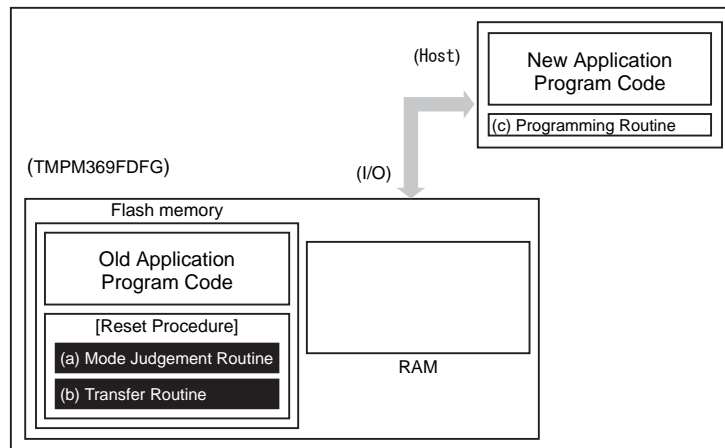 (Host)
New Application
Program Code
(c) Programming Routine
(TMPM369FDFG)
(I/O)
Flash memory
Old Application
Program Code
[Reset Procedure]
(a) Mode Judgement Routine
(b) Transfer Routine
RAM